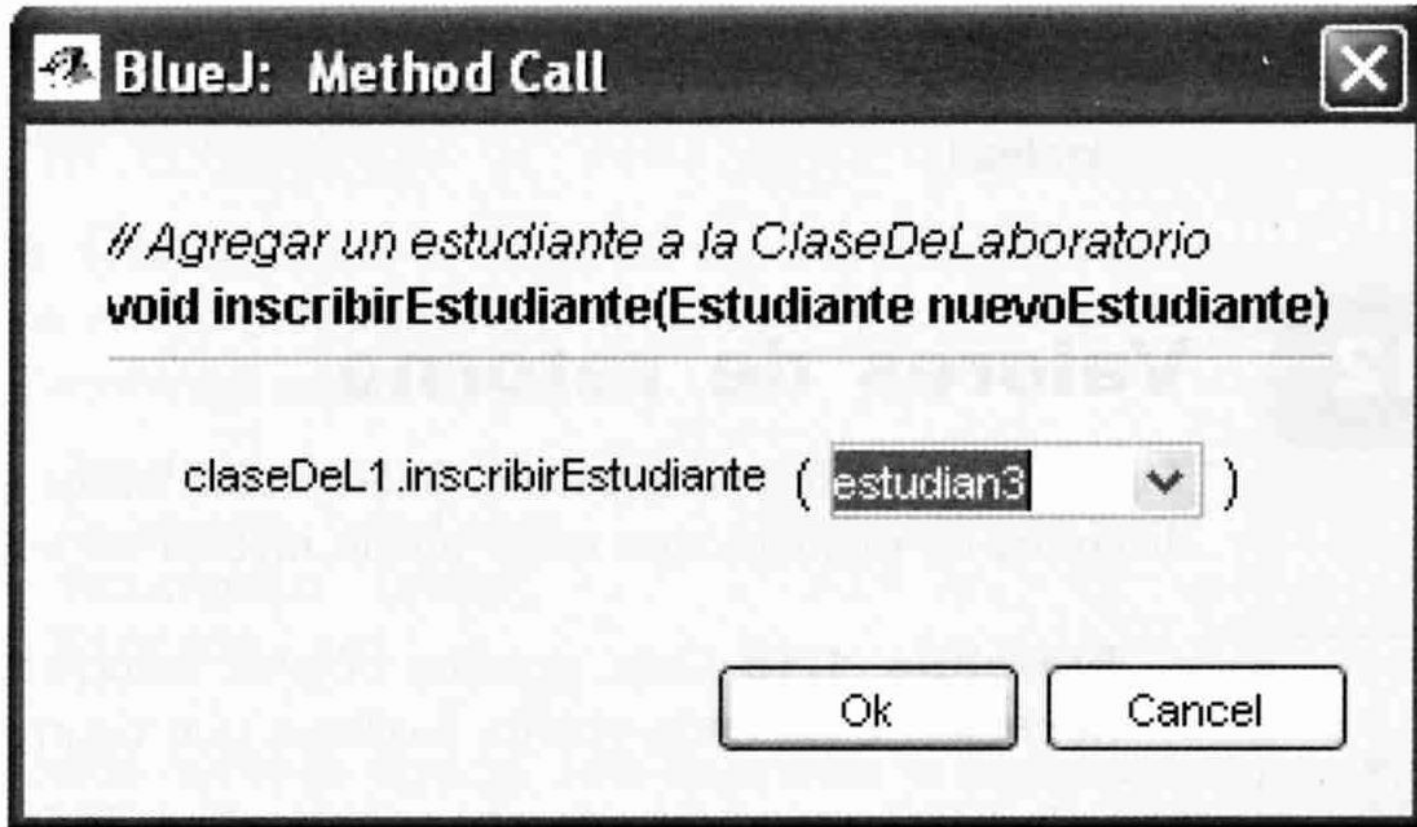 BlueJ: Method Call
// Agregar un estudiante a la ClaseDeLaboratorio
void inscribirEstudiante(Estudiante nuevoEstudiante)
claseDeL1.inscribirEstudiante ( estudian3 )
Ok Cancel